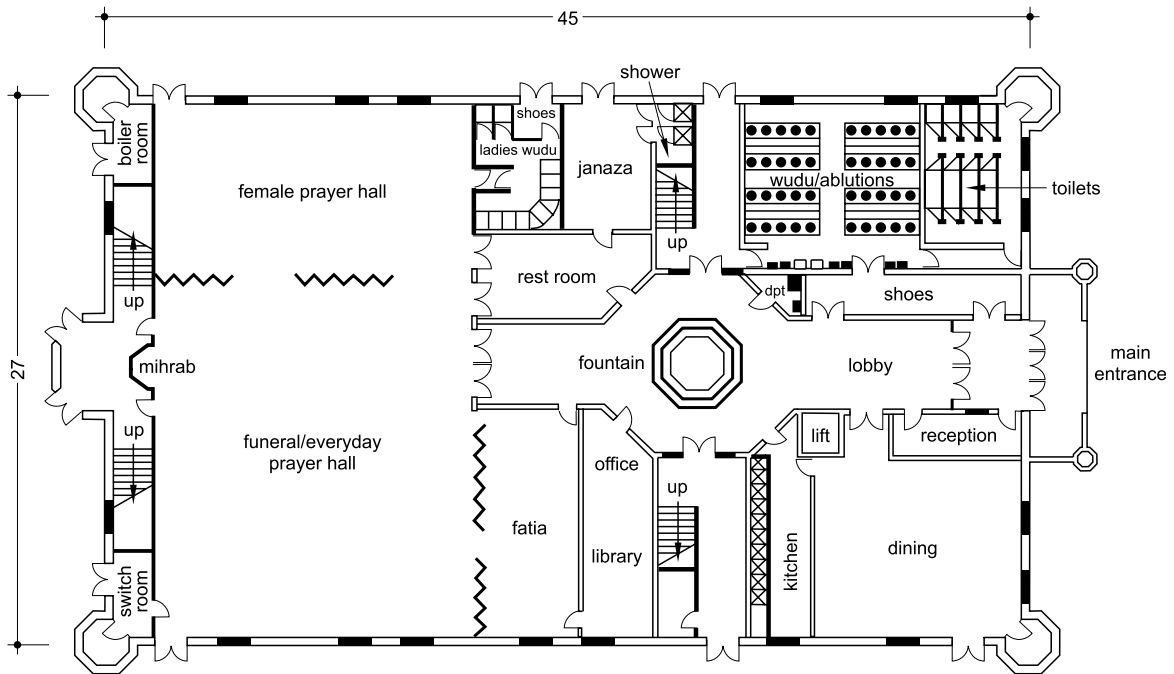 45
shower
shoes
boiler
room
ladies wudu
janaza
wudu/ablutions
female prayer hall
toilets
up
up
rest room
dpt
shoes
27
mihrab
fountain
lobby
main
entrance
up
funeral/everyday
prayer hall
office
lift
reception
up
fatia
library
kitchen
dining
switch
room